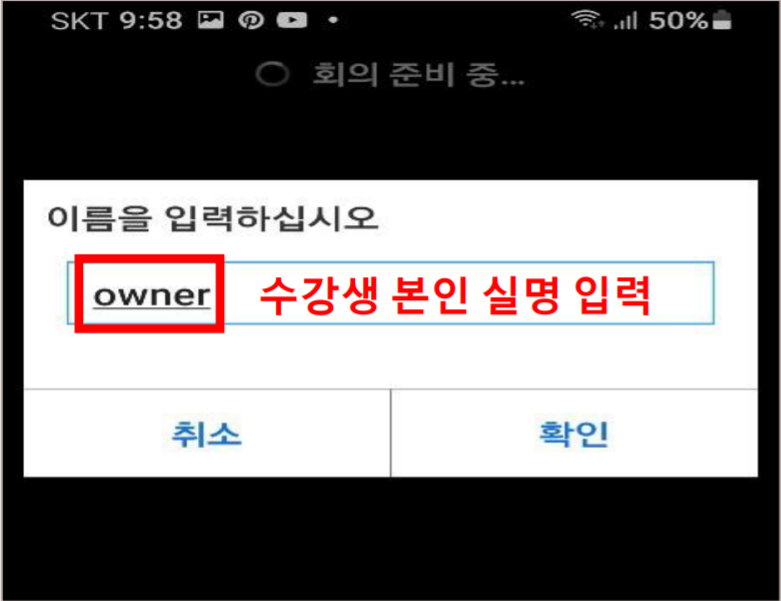 SKT 9:58 50%
회의 준비 중...
이름을 입력하십시오
owner 수강생 본인 실명 입력
취소 확인